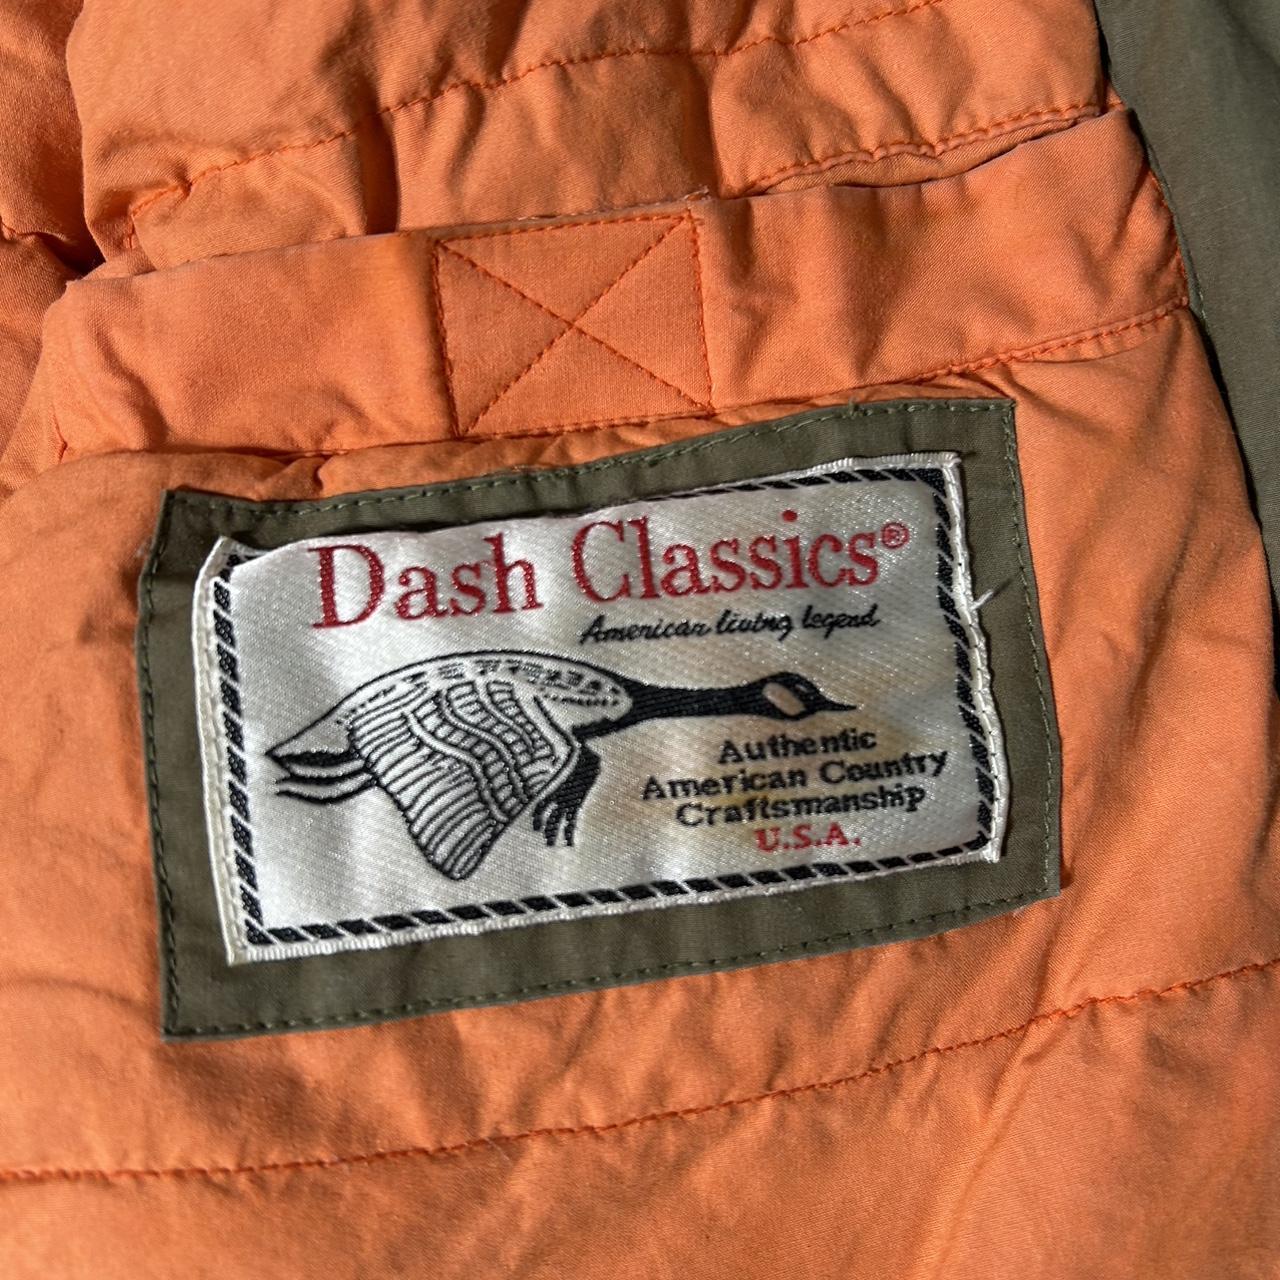 Dash Classics®
American living legend
Authentic
American Country
Craftsmanship
U.S.A.